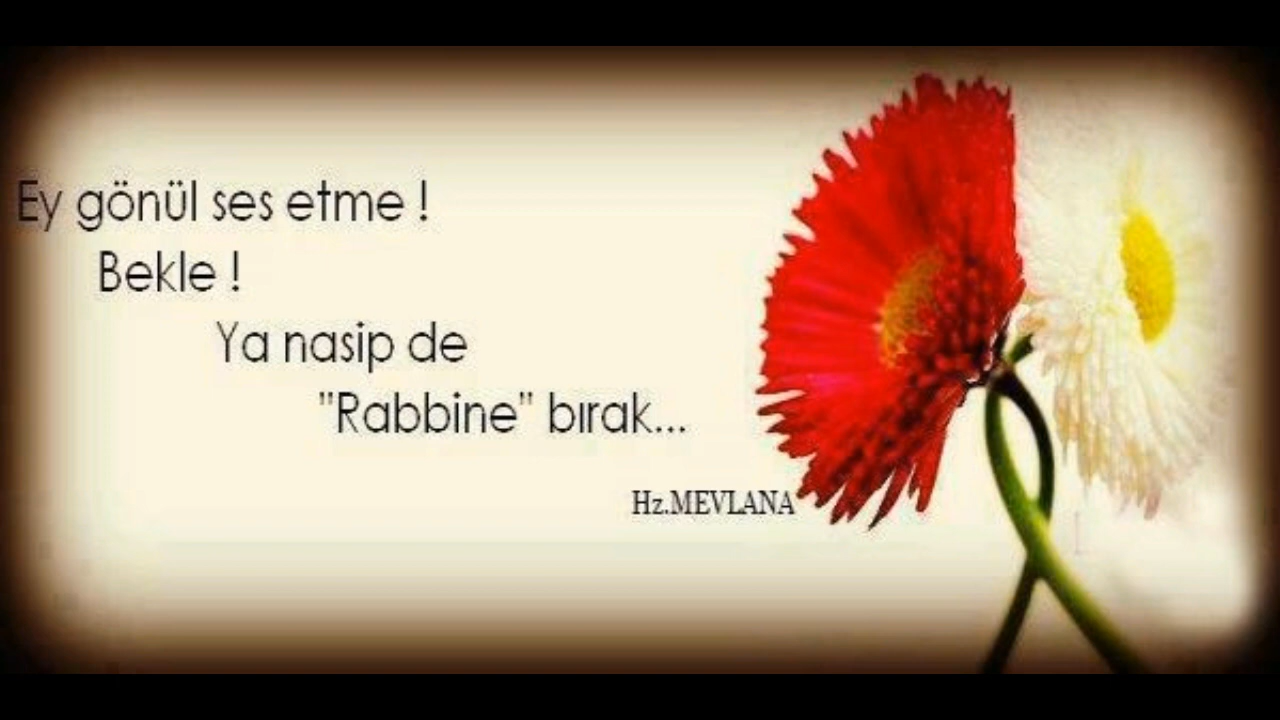 Ey gönül ses etme !
Bekle !
Ya nasip de
"Rabbine" bırak...
Hz.MEVLANA